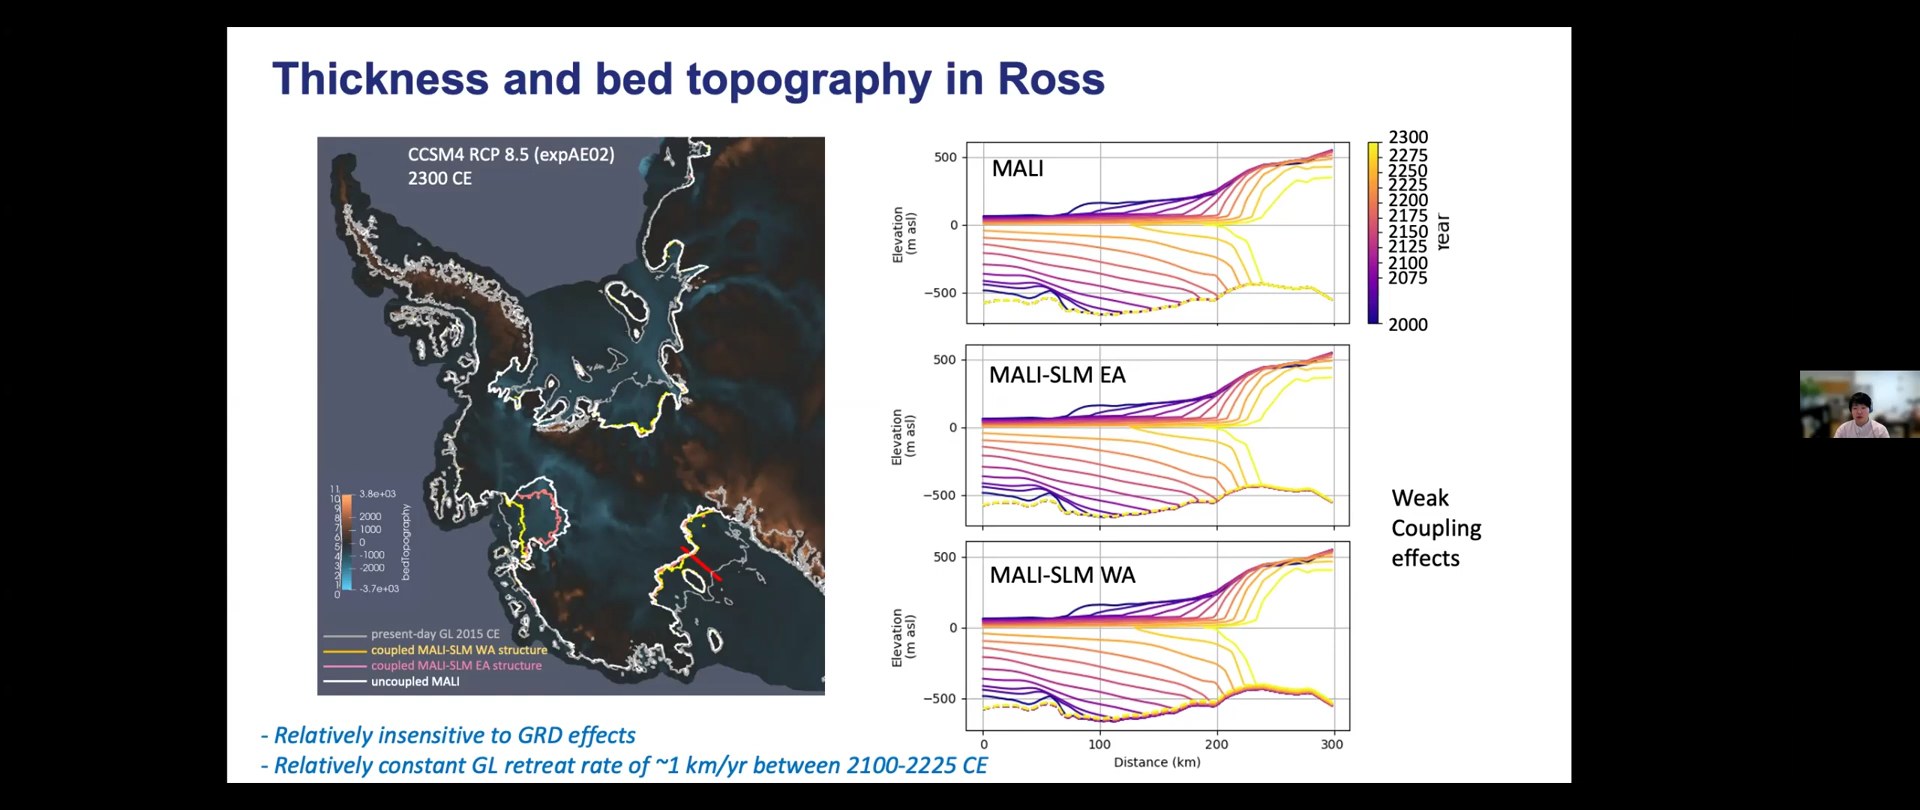 Thickness and bed topography in Ross
CCSM4 RCP 8.5 (expAE02)
2300 CE
3.8e+03
2000
1000
0
-1000
-2000
-3.7e+03
bedTopography
present-day GL 2015 CE
coupled MALI-SLM WA structure
coupled MALI-SLM EA structure
uncoupled MALI
MALI
500
0
−500
Elevation
(m asl)
2300
2275
2250
2225
2200
2175
2150
2125
2100
2075
2000
Year
MALI-SLM EA
500
0
−500
Elevation
(m asl)
MALI-SLM WA
500
0
−500
Elevation
(m asl)
0 100 200 300
Distance (km)
Weak
Coupling
effects
- Relatively insensitive to GRD effects
- Relatively constant GL retreat rate of ~1 km/yr between 2100-2225 CE